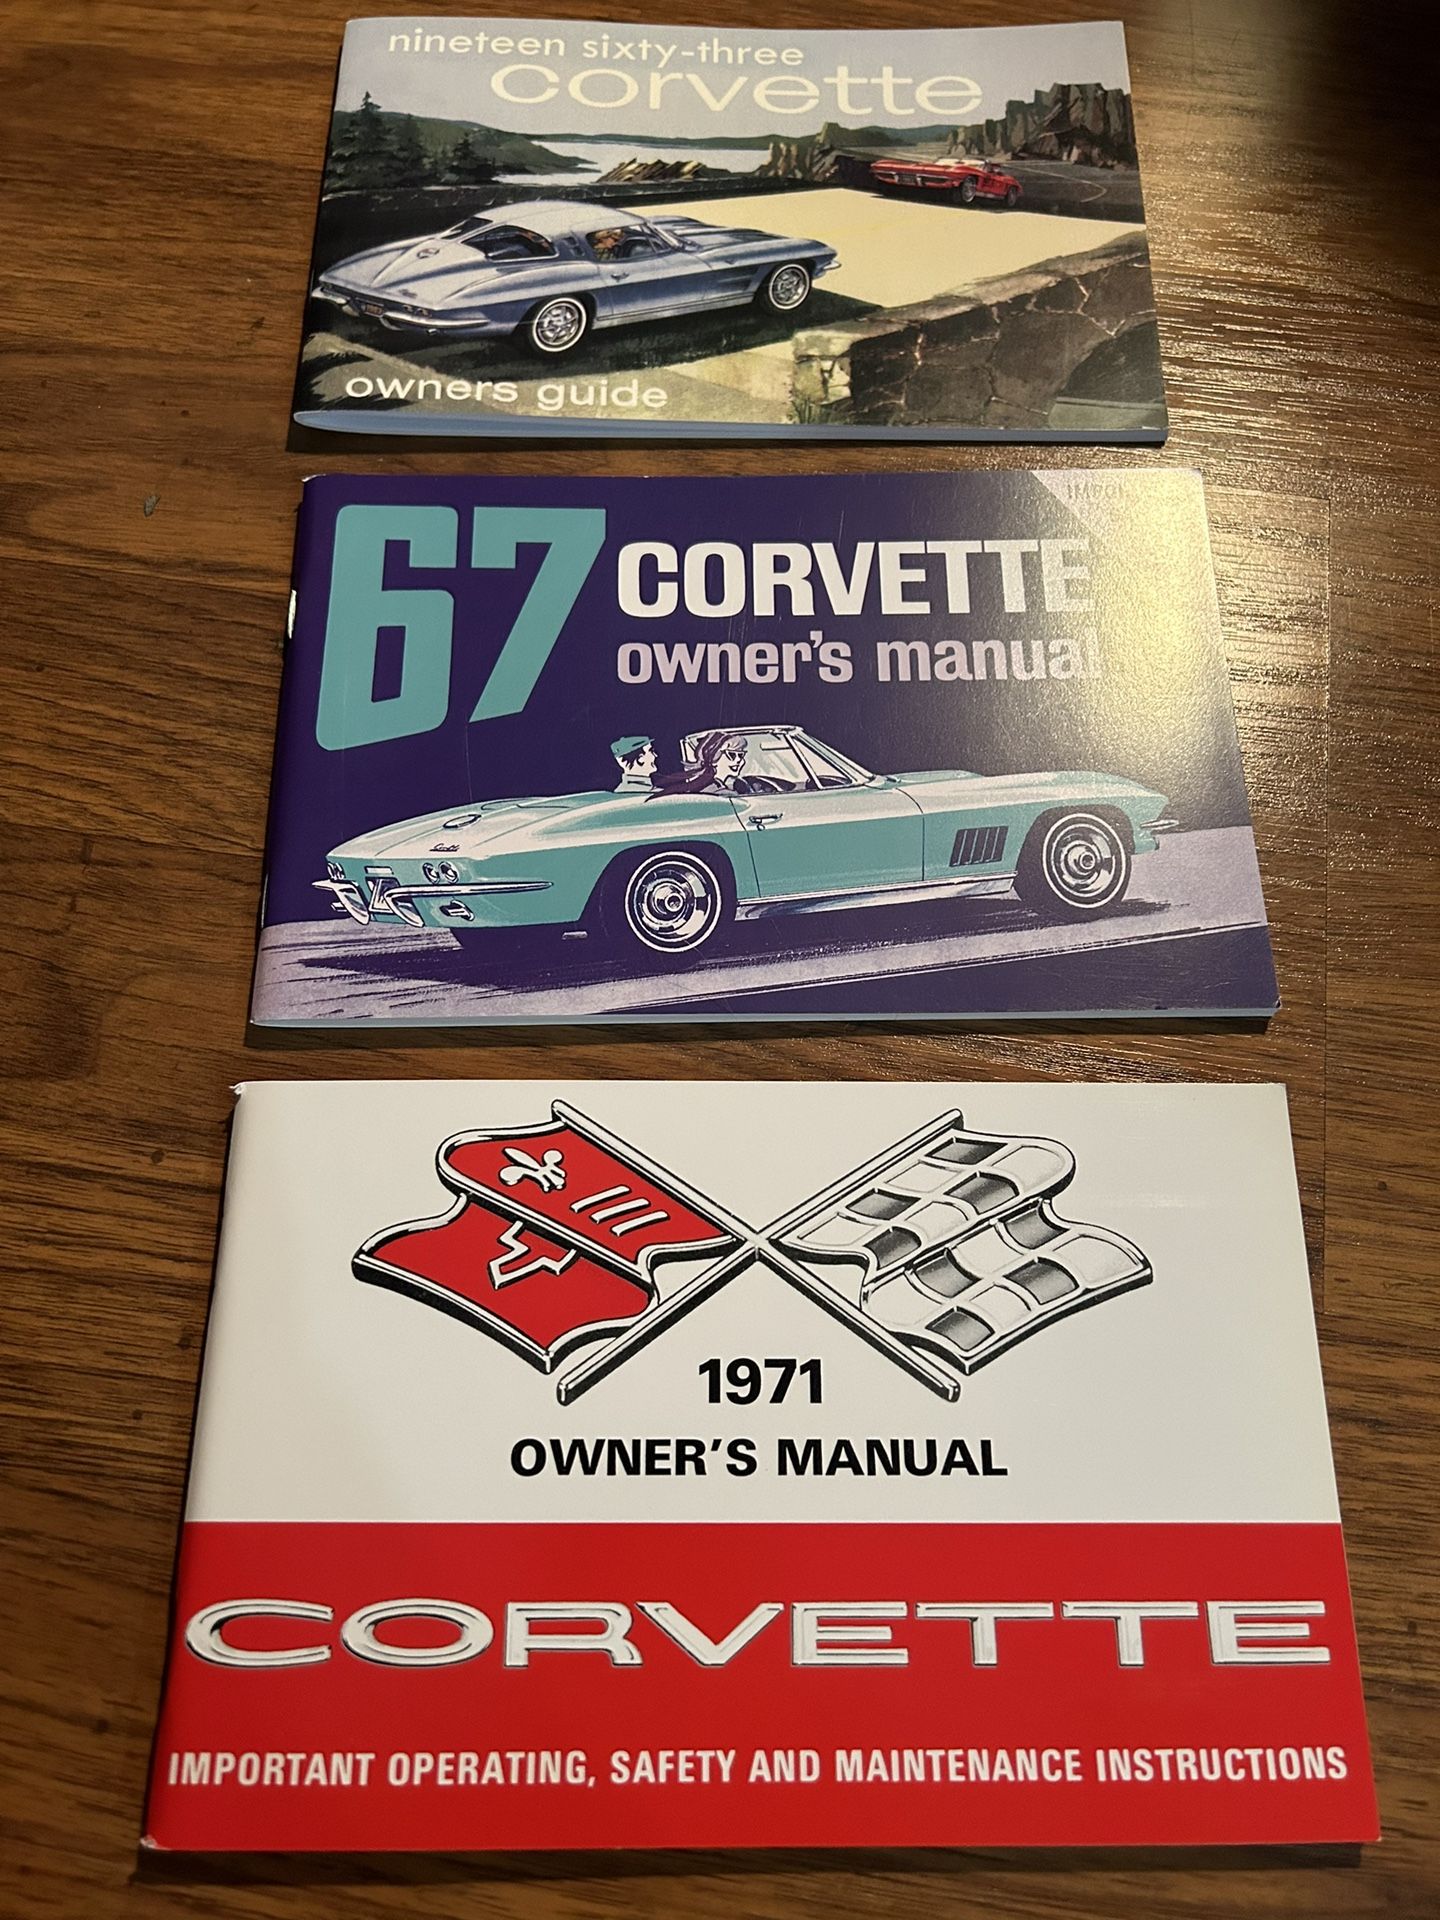 nineteen sixty-three
corvette
owners guide
67 CORVETTE
owner's manual
1971
OWNER'S MANUAL
CORVETTE
IMPORTANT OPERATING, SAFETY AND MAINTENANCE INSTRUCTIONS